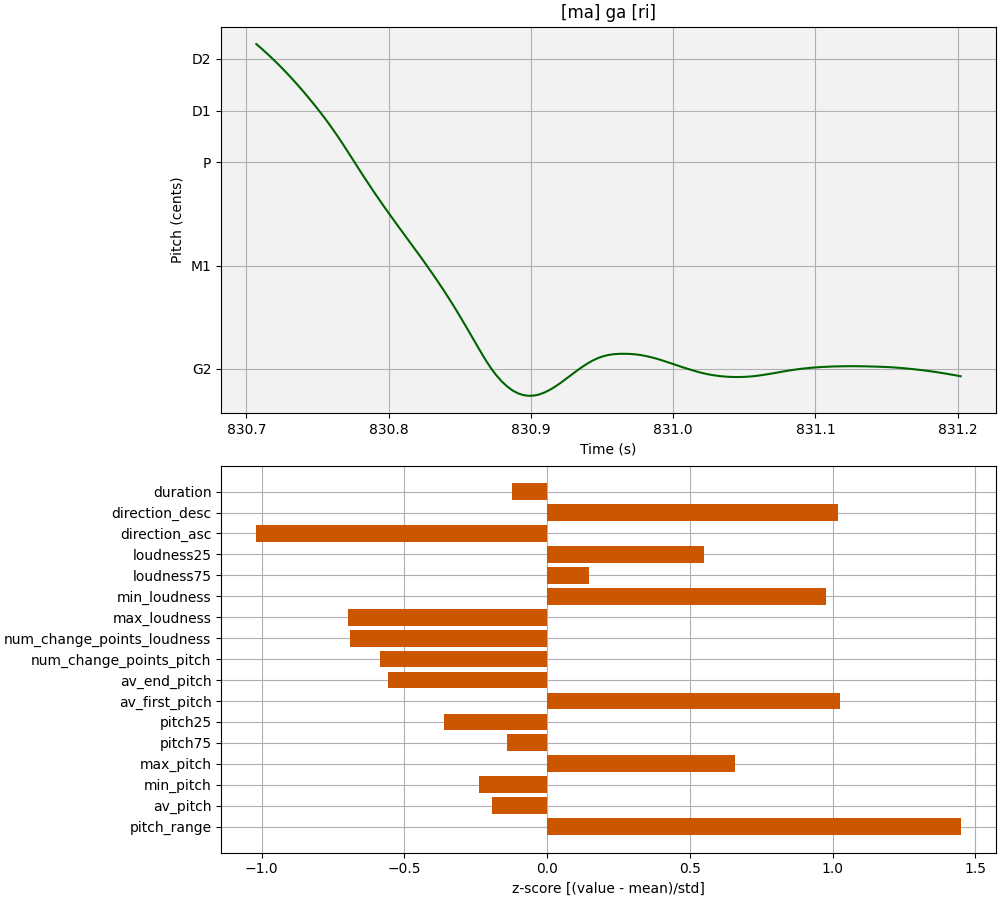 [ma] ga [ri]
D2
D1
P
M1
G2
Pitch (cents)
830.7 830.8 830.9 831.0 831.1 831.2
Time (s)
duration
direction_desc
direction_asc
loudness25
loudness75
min_loudness
max_loudness
num_change_points_loudness
num_change_points_pitch
av_end_pitch
av_first_pitch
pitch25
pitch75
max_pitch
min_pitch
av_pitch
pitch_range
−1.0 −0.5 0.0 0.5 1.0 1.5
z-score [(value - mean)/std]